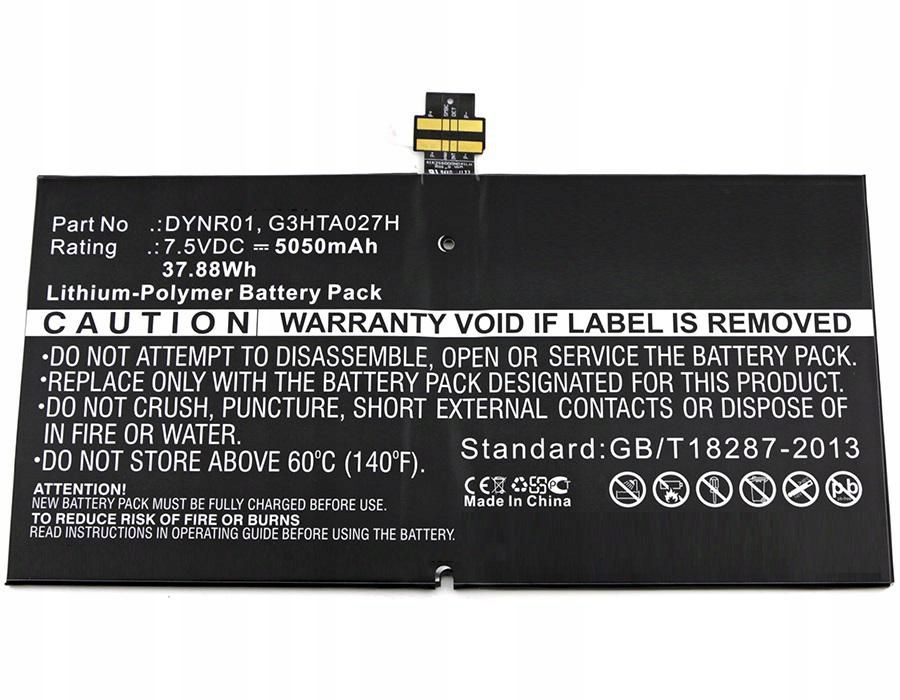 P+ SMBC P-
P+ DET P-
Part No .:DYNR01, G3HTA027H
Rating .:7.5VDC ⎓ 5050mAh
37.88Wh
Lithium-Polymer Battery Pack
CAUTION WARRANTY VOID IF LABEL IS REMOVED
•DO NOT ATTEMPT TO DISASSEMBLE, OPEN OR SERVICE THE BATTERY PACK.
•REPLACE ONLY WITH THE BATTERY PACK DESIGNATED FOR THIS PRODUCT.
•DO NOT CRUSH, PUNCTURE, SHORT EXTERNAL CONTACTS OR DISPOSE OF
IN FIRE OR WATER.
•DO NOT STORE ABOVE 60°C (140°F).
Standard:GB/T18287-2013
ATTENTION!
NEW BATTERY PACK MUST BE FULLY CHARGED BEFORE USE.
TO REDUCE RISK OF FIRE OR BURNS
READ INSTRUCTIONS IN OPERATING GUIDE BEFORE USING THE BATTERY.
CE
Made In China
Pb